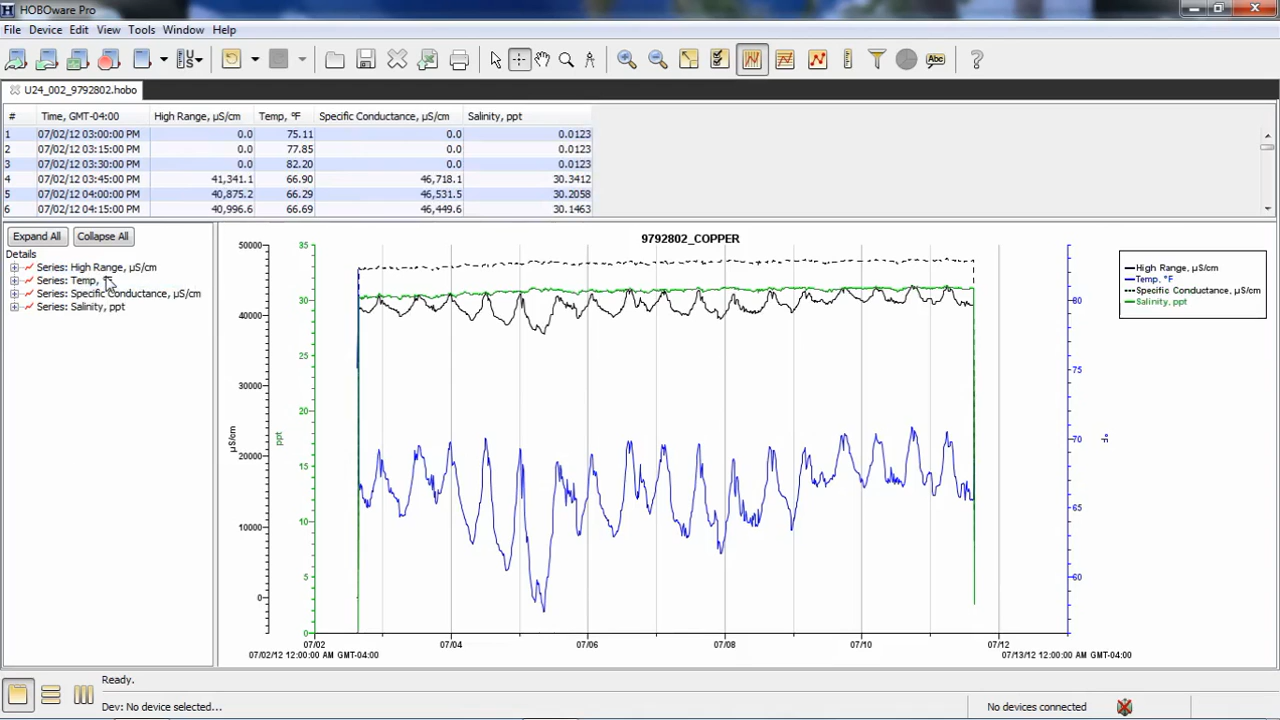 HOBOware Pro
File Device Edit View Tools Window Help
U24_002_9792802.hobo
# Time, GMT-04:00 High Range, µS/cm Temp, °F Specific Conductance, µS/cm Salinity, ppt
1 07/02/12 03:00:00 PM 0.0 75.11 0.0 0.0123
2 07/02/12 03:15:00 PM 0.0 77.85 0.0 0.0123
3 07/02/12 03:30:00 PM 0.0 82.20 0.0 0.0123
4 07/02/12 03:45:00 PM 41,341.1 66.90 46,718.1 30.3412
5 07/02/12 04:00:00 PM 40,875.2 66.29 46,531.5 30.2058
6 07/02/12 04:15:00 PM 40,996.6 66.69 46,449.6 30.1463
Expand All Collapse All
Details
Series: High Range, µS/cm
Series: Temp,
Series: Specific Conductance, µS/cm
Series: Salinity, ppt
9792802_COPPER
50000
40000
30000
20000
10000
0
µS/cm
35
30
25
20
15
10
5
0
ppt
80
75
70
65
60
°F
High Range, µS/cm
Temp, °F
Specific Conductance, µS/cm
Salinity, ppt
07/02 07/04 07/06 07/08 07/10 07/12
07/02/12 12:00:00 AM GMT-04:00 07/13/12 12:00:00 AM GMT-04:00
Ready.
Dev: No device selected...
No devices connected
Abc